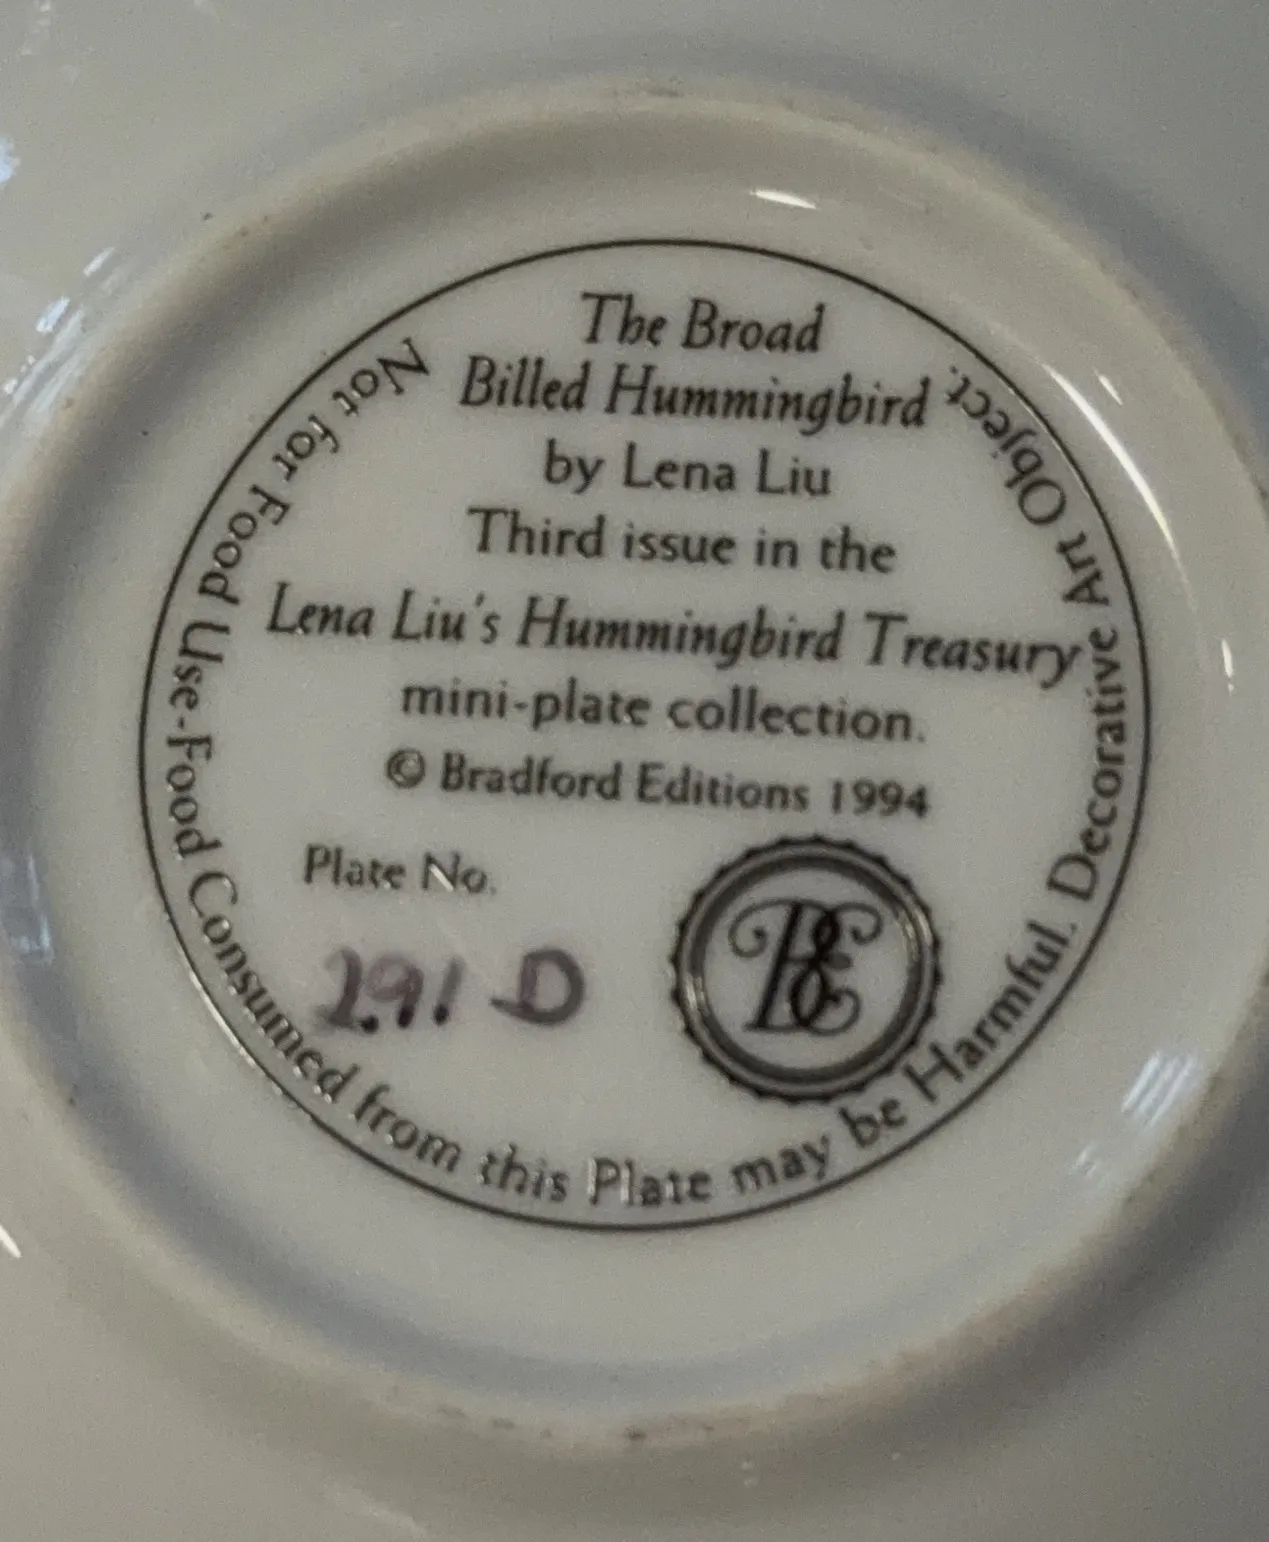 The Broad
Billed Hummingbird
by Lena Liu
Third issue in the
Lena Liu's Hummingbird Treasury
mini-plate collection.
© Bradford Editions 1994
Plate No.
291 D
BE
Not for Food Use-Food Consumed from this Plate may be Harmful. Decorative Art Object.